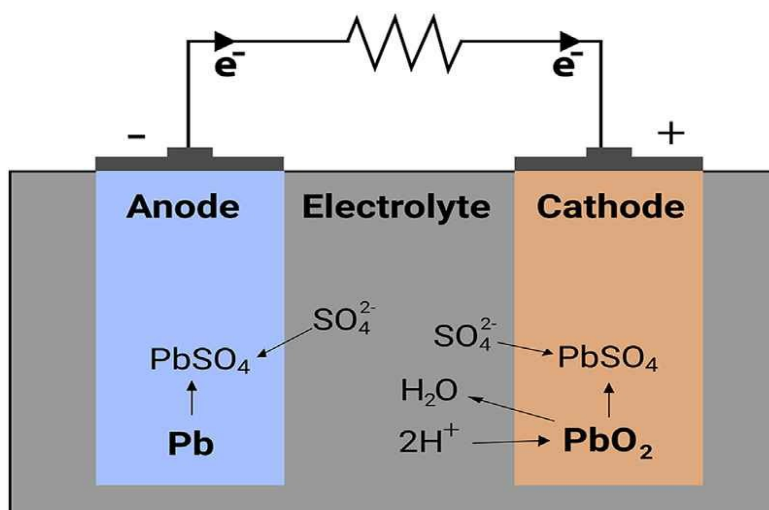 e⁻ e⁻
- +
Anode Electrolyte Cathode
SO₄²⁻ SO₄²⁻
PbSO₄ PbSO₄
H₂O
Pb 2H⁺ PbO₂